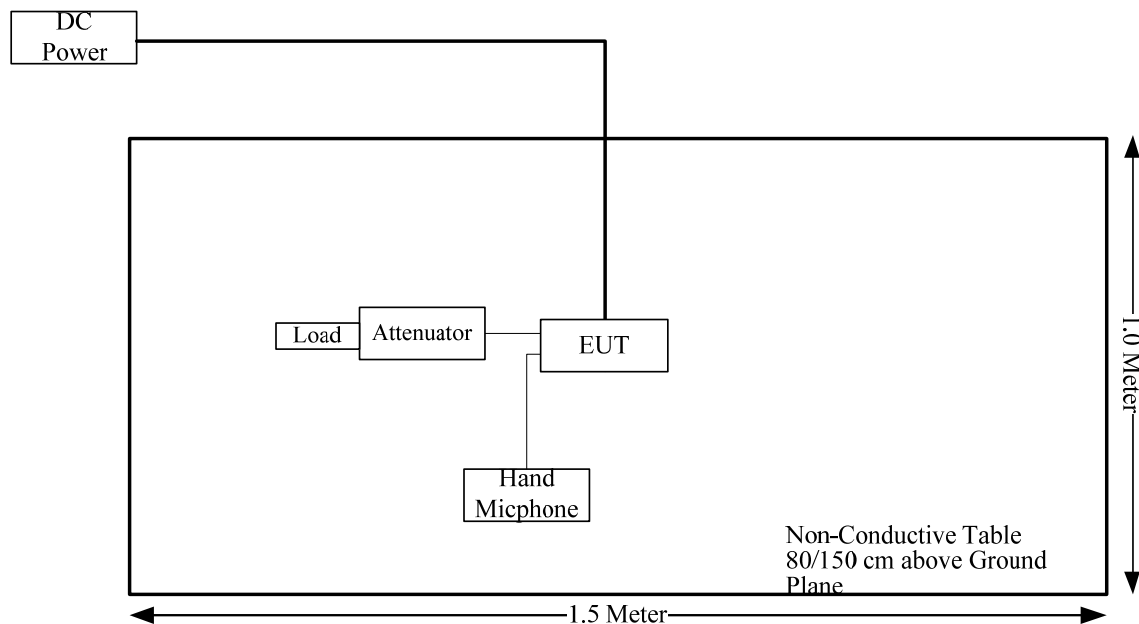 DC
Power
Load
Attenuator
EUT
1.0 Meter
Hand
Micphone
Non-Conductive Table
80/150 cm above Ground
Plane
1.5 Meter